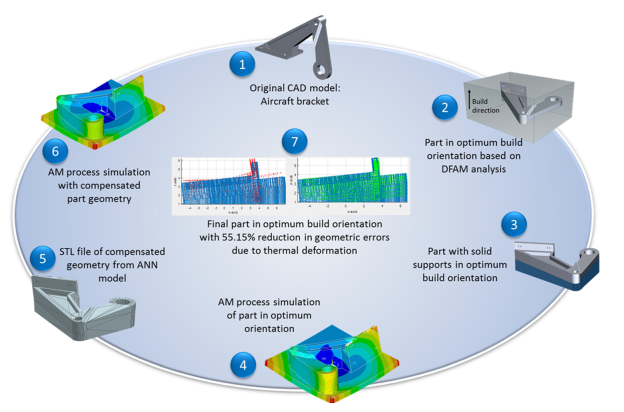 1
Original CAD model:
Aircraft bracket
2
Build
direction
Part in optimum build
orientation based on
DFAM analysis
3
Part with solid
supports in optimum
build orientation
4
AM process simulation
of part in optimum
orientation
5
STL file of compensated
geometry from ANN
model
6
AM process simulation
with compensated
part geometry
7
Final part in optimum build orientation
with 55.15% reduction in geometric errors
due to thermal deformation